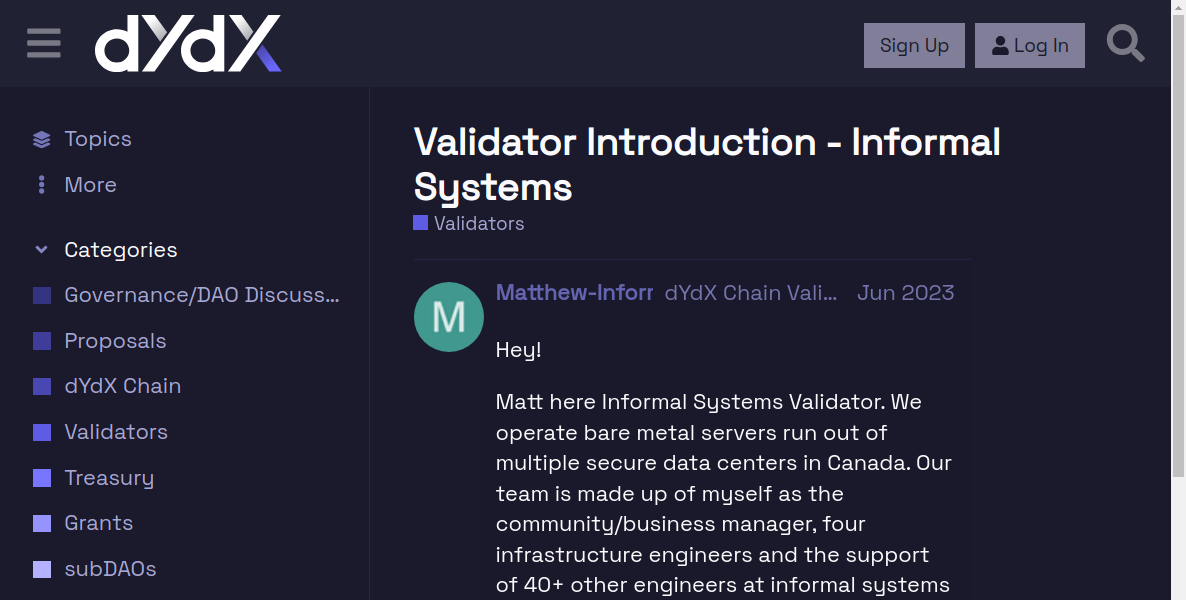 dYdX
Sign Up
Log In
Topics
More
Categories
Governance/DAO Discuss...
Proposals
dYdX Chain
Validators
Treasury
Grants
subDAOs
Validator Introduction - Informal
Systems
Validators
M
Matthew-Inforr dYdX Chain Vali... Jun 2023
Hey!
Matt here Informal Systems Validator. We
operate bare metal servers run out of
multiple secure data centers in Canada. Our
team is made up of myself as the
community/business manager, four
infrastructure engineers and the support
of 40+ other engineers at informal systems